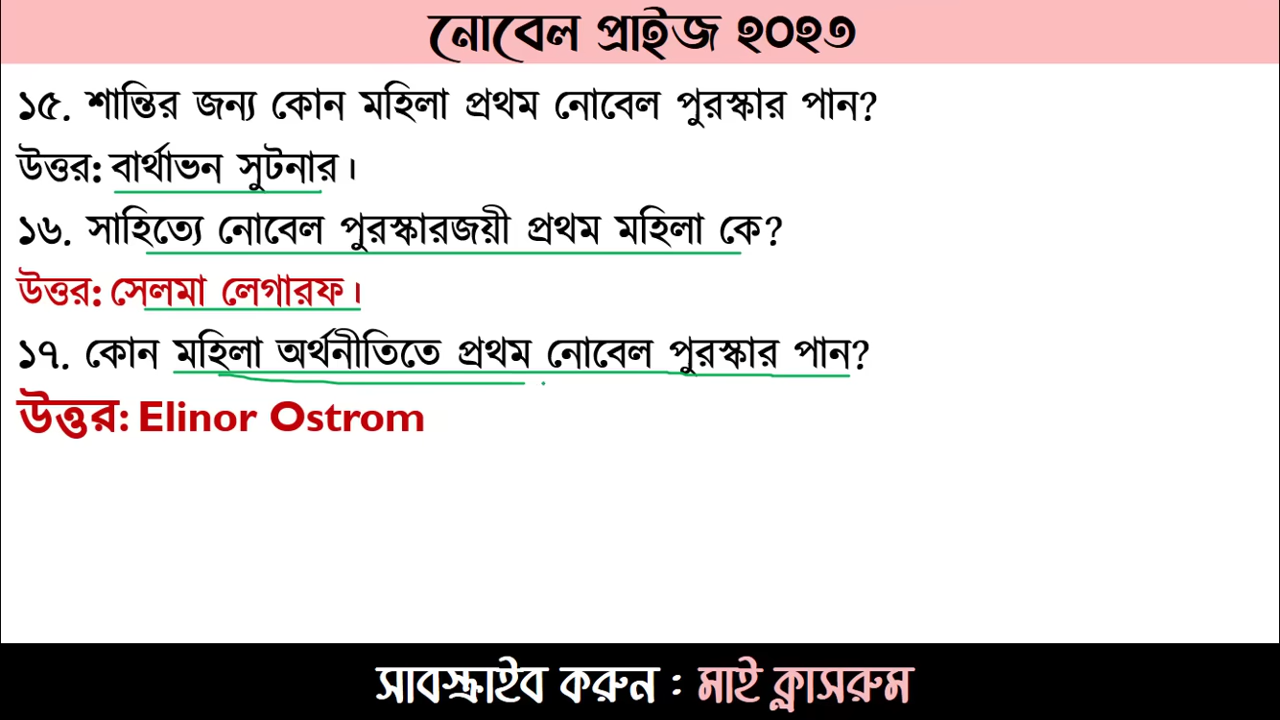 নোবেল প্রাইজ ২০২৩
১৫. শান্তির জন্য কোন মহিলা প্রথম নোবেল পুরস্কার পান?
উত্তর: বার্থাভন সুটনার।
১৬. সাহিত্যে নোবেল পুরস্কারজয়ী প্রথম মহিলা কে?
উত্তর: সেলমা লেগারফ।
১৭. কোন মহিলা অর্থনীতিতে প্রথম নোবেল পুরস্কার পান?
উত্তর: Elinor Ostrom
সাবস্ক্রাইব করুন : মাই ক্লাসরুম